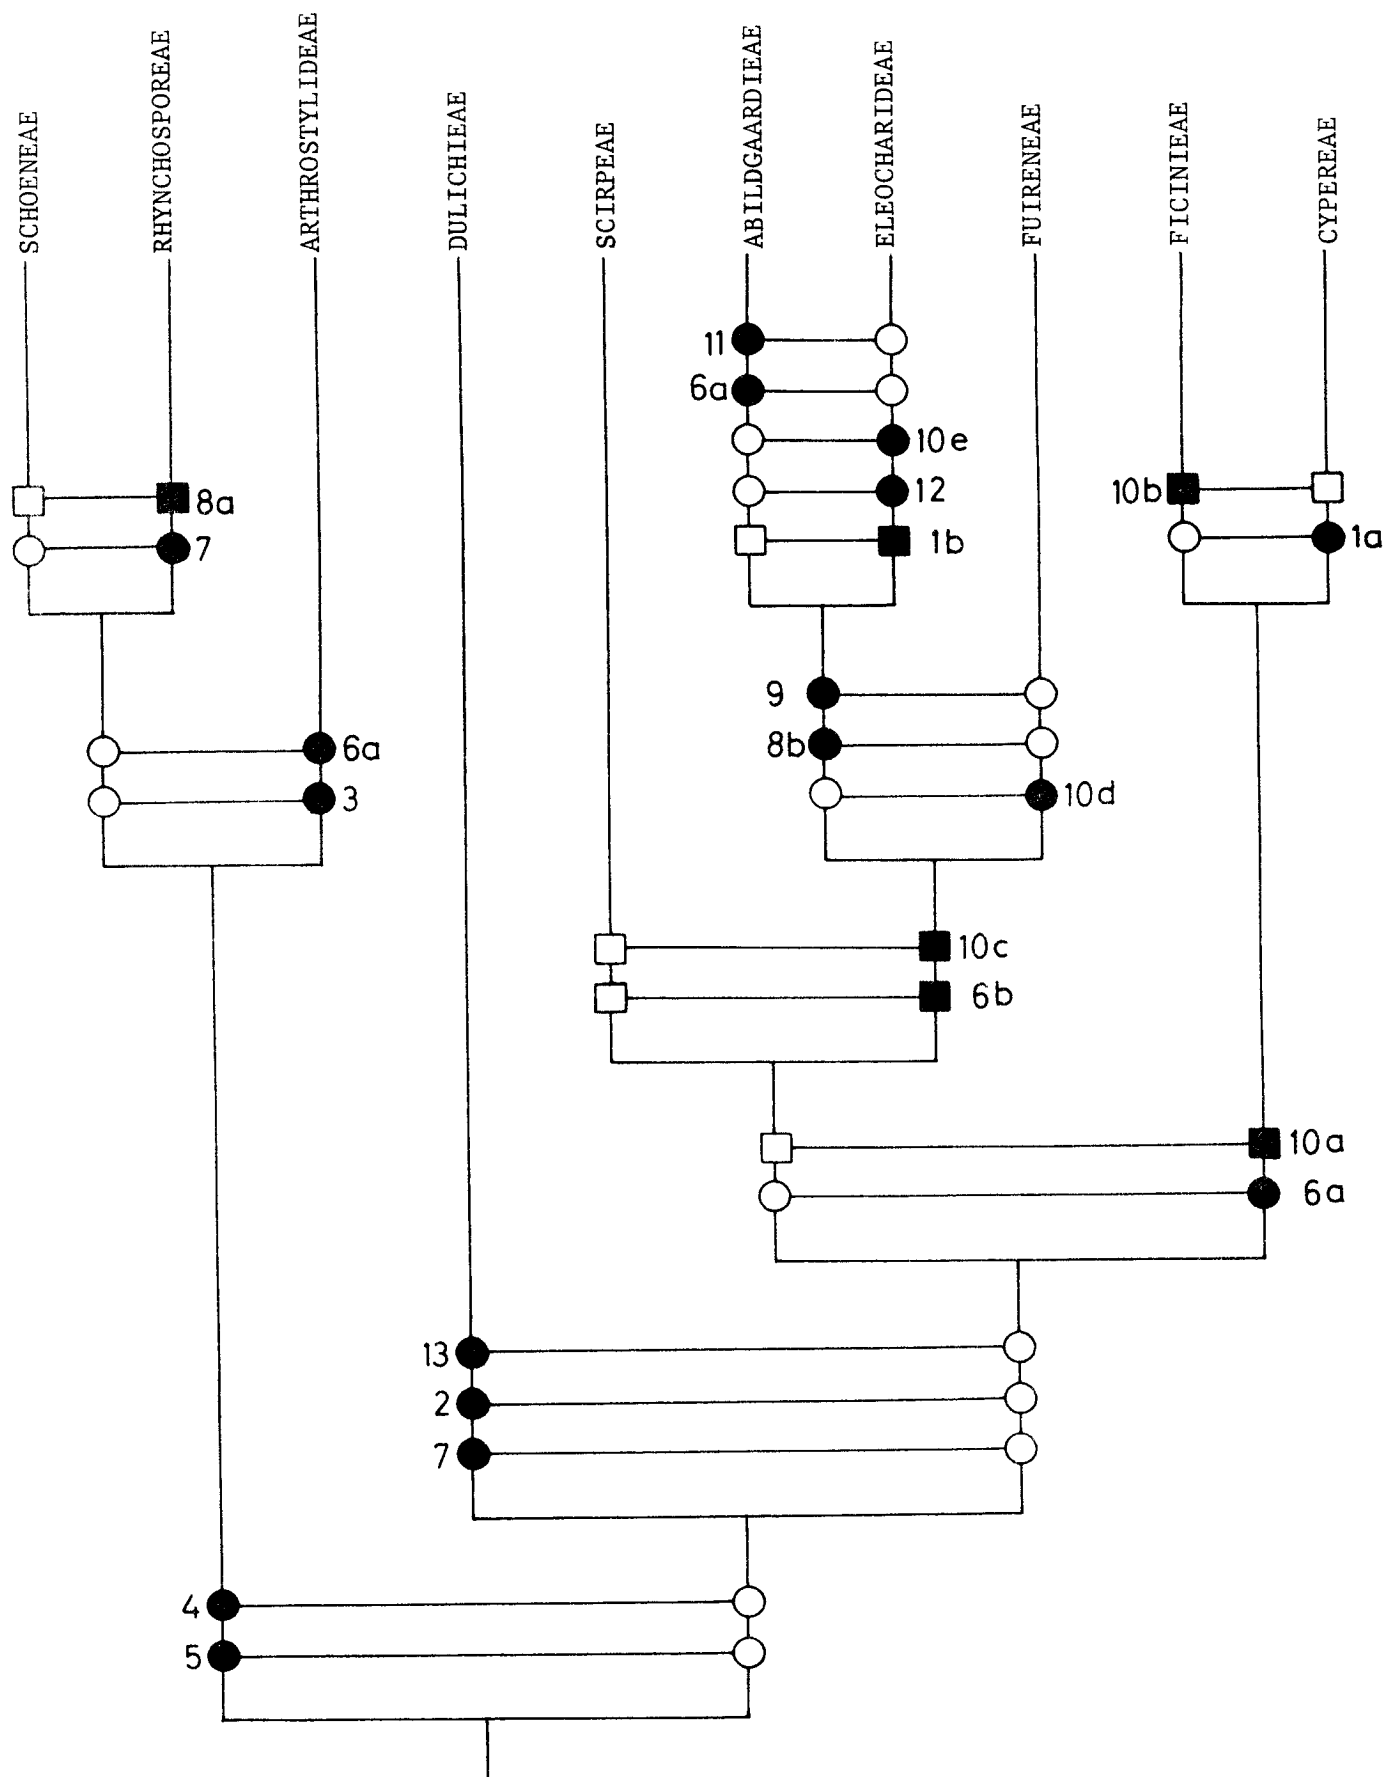 SCHOENEAE
RHYNCHOSPOREAE
ARTHROSTYLIDEAE
DULICHIEAE
SCIRPEAE
ABILDGAARDIEAE
ELEOCHARIDEAE
FUIRENEAE
FICINIEAE
CYPEREAE
11
6a
10e
12
1b
8a
7
10b
1a
9
8b
10d
6a
3
10c
6b
10a
6a
13
2
7
4
5